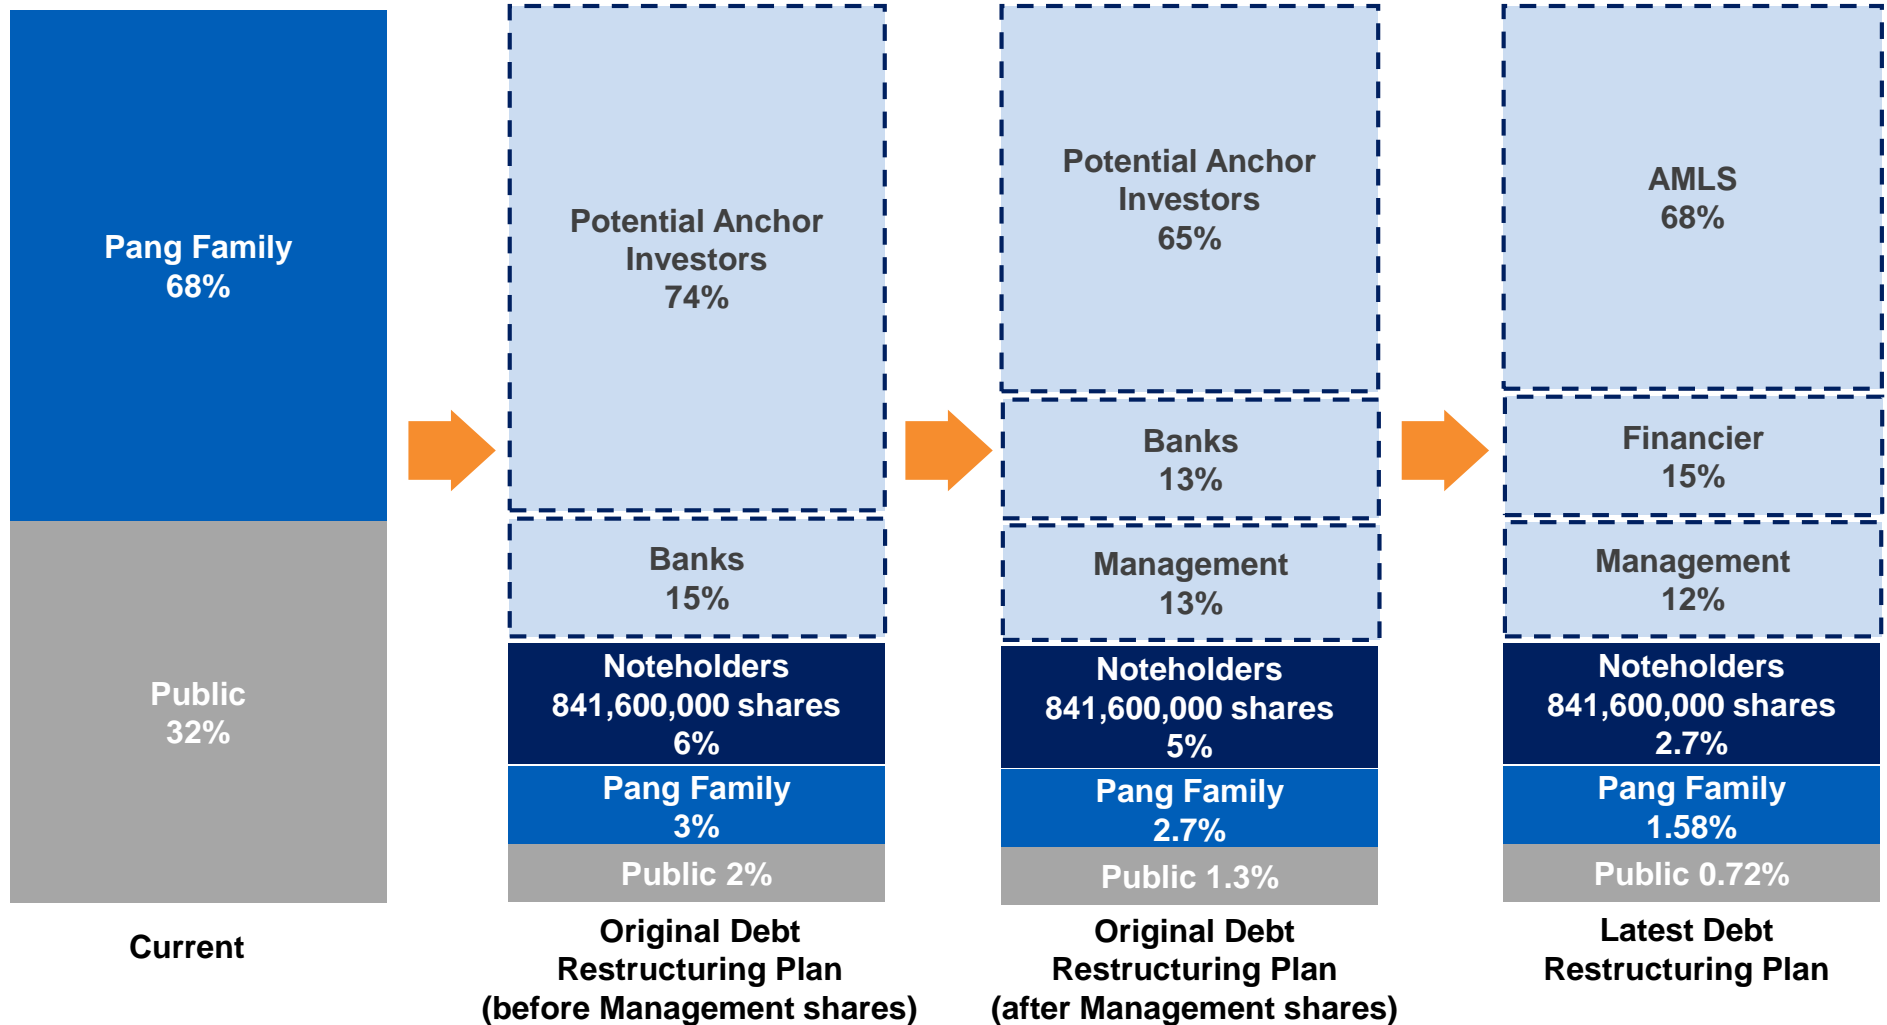 Pang Family
68%
Public
32%
Current
Potential Anchor
Investors
74%
Banks
15%
Noteholders
841,600,000 shares
6%
Pang Family
3%
Public 2%
Original Debt
Restructuring Plan
(before Management shares)
Potential Anchor
Investors
65%
Banks
13%
Management
13%
Noteholders
841,600,000 shares
5%
Pang Family
2.7%
Public 1.3%
Original Debt
Restructuring Plan
(after Management shares)
AMLS
68%
Financier
15%
Management
12%
Noteholders
841,600,000 shares
2.7%
Pang Family
1.58%
Public 0.72%
Latest Debt
Restructuring Plan